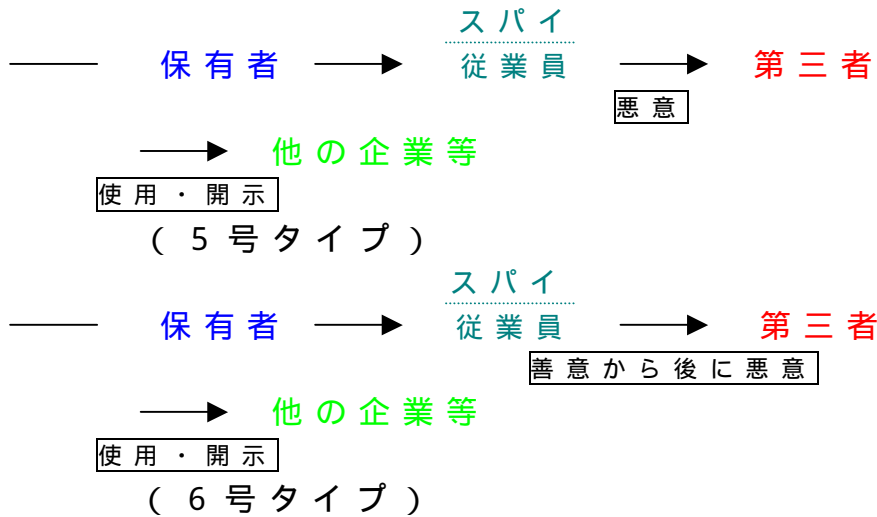 スパイ
保有者 従業員 第三者
悪意
他の企業等
使用・開示
(5号タイプ)
スパイ
保有者 従業員 第三者
善意から後に悪意
他の企業等
使用・開示
(6号タイプ)